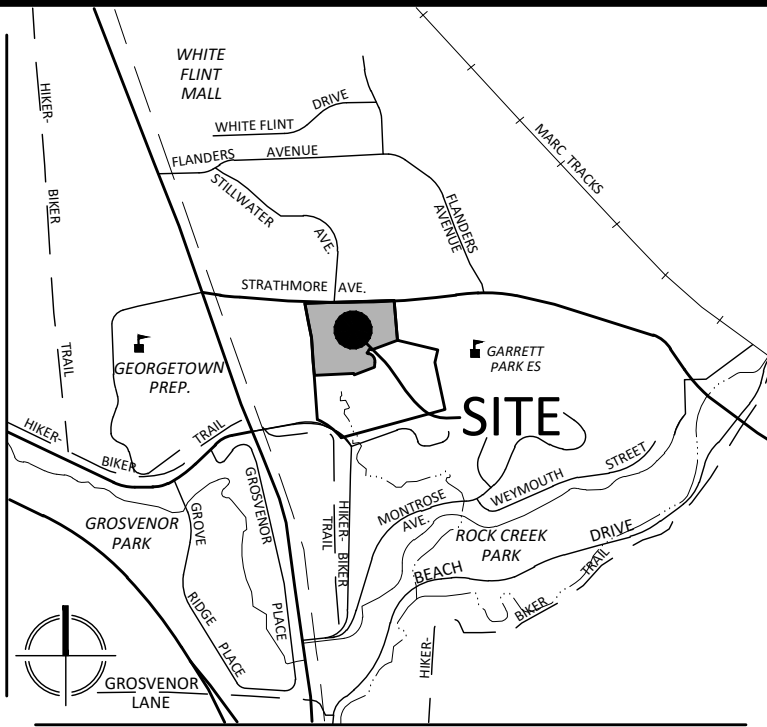 WHITE
FLINT
MALL
HIKER-
BIKER
TRAIL
WHITE FLINT DRIVE
MARC TRACKS
FLANDERS AVENUE
STILLWATER
AVE.
FLANDERS
AVENUE
STRATHMORE AVE.
GEORGETOWN
PREP.
GARRETT
PARK ES
SITE
HIKER-
BIKER
TRAIL
GROSVENOR
PARK
GROVE
RIDGE
PLACE
GROSVENOR
PLACE
HIKER- BIKER
TRAIL
MONTROSE
AVE.
WEYMOUTH STREET
ROCK CREEK
PARK
BEACH DRIVE
HIKER-
BIKER
TRAIL
GROSVENOR
LANE